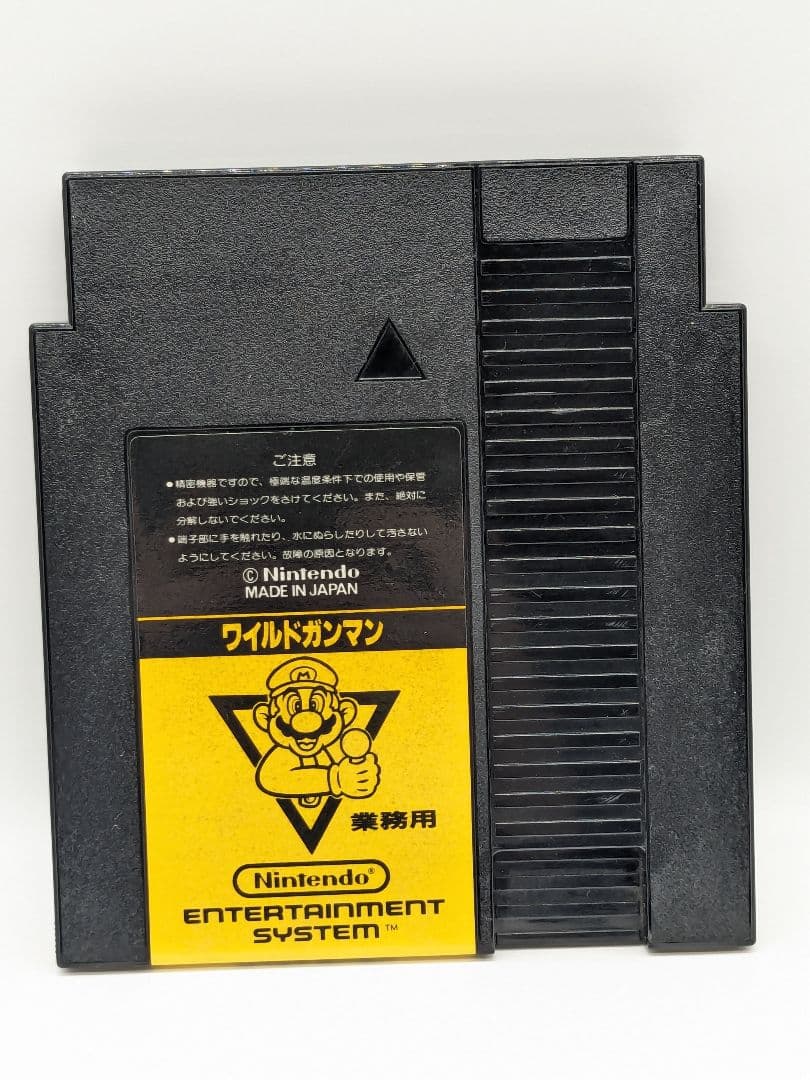 ご注意
●精密機器ですので、極端な温度条件下での使用や保管
および強いショックをさけてください。また、絶対に
分解しないでください。
●端子部に手を触れたり、水にぬらしたりして汚さない
ようにしてください。故障の原因となります。
© Nintendo
MADE IN JAPAN
ワイルドガンマン
M
業務用
Nintendo®
ENTERTAINMENT
SYSTEM™